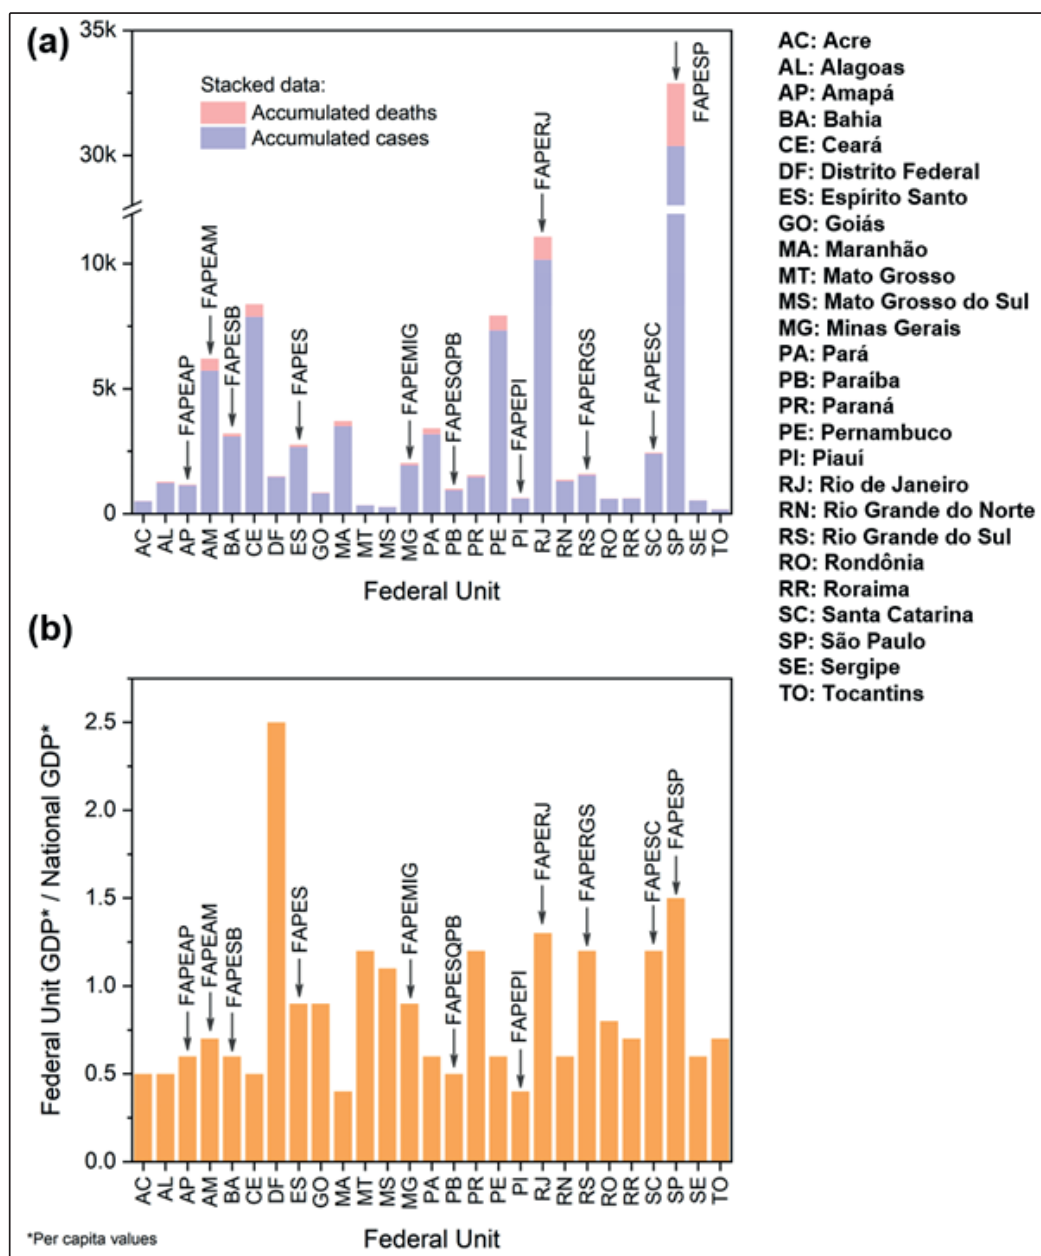 (a)
35k
30k
10k
5k
0
Stacked data:
Accumulated deaths
Accumulated cases
FAPEAP
FAPEAM
FAPESB
FAPES
FAPEMIG
FAPESQPB
FAPEPI
FAPERJ
FAPERGS
FAPESC
FAPESP
AC
AL
AP
AM
BA
CE
DF
ES
GO
MA
MT
MS
MG
PA
PB
PR
PE
PI
RJ
RN
RS
RO
RR
SC
SP
SE
TO
Federal Unit
AC: Acre
AL: Alagoas
AP: Amapá
BA: Bahia
CE: Ceará
DF: Distrito Federal
ES: Espírito Santo
GO: Goiás
MA: Maranhão
MT: Mato Grosso
MS: Mato Grosso do Sul
MG: Minas Gerais
PA: Pará
PB: Paraíba
PR: Paraná
PE: Pernambuco
PI: Piauí
RJ: Rio de Janeiro
RN: Rio Grande do Norte
RS: Rio Grande do Sul
RO: Rondônia
RR: Roraima
SC: Santa Catarina
SP: São Paulo
SE: Sergipe
TO: Tocantins
(b)
Federal Unit GDP* / National GDP*
2.5
2.0
1.5
1.0
0.5
0.0
FAPEAP
FAPEAM
FAPESB
FAPES
FAPEMIG
FAPESQPB
FAPEPI
FAPERJ
FAPERGS
FAPESC
FAPESP
AC
AL
AP
AM
BA
CE
DF
ES
GO
MA
MT
MS
MG
PA
PB
PR
PE
PI
RJ
RN
RS
RO
RR
SC
SP
SE
TO
Federal Unit
*Per capita values